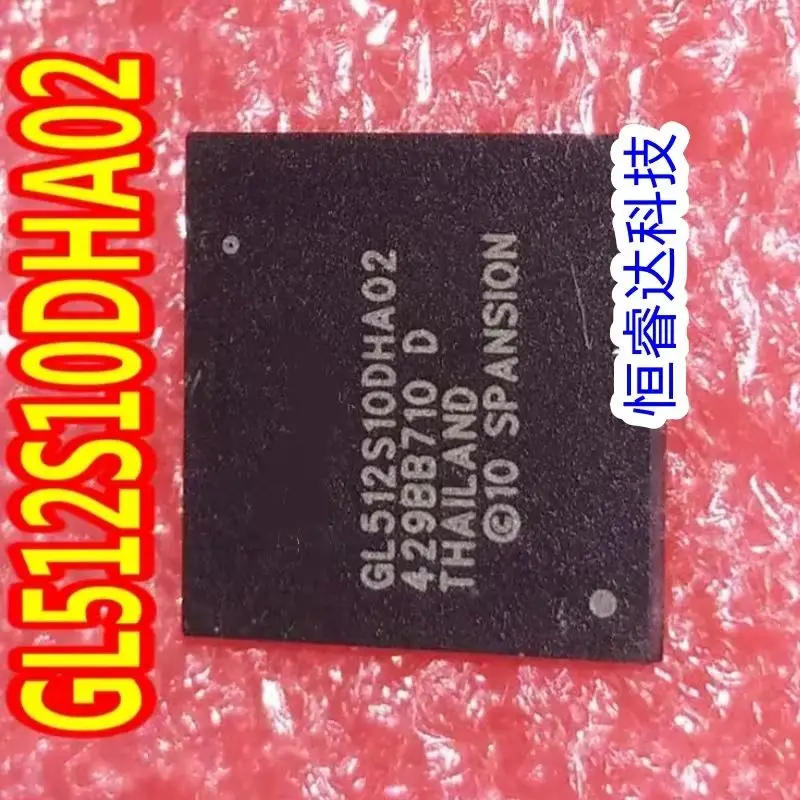 GL512S10DHA02
GL512S10DHA02
429BB710 D
THAILAND
©10 SPANSION
恒睿达科技